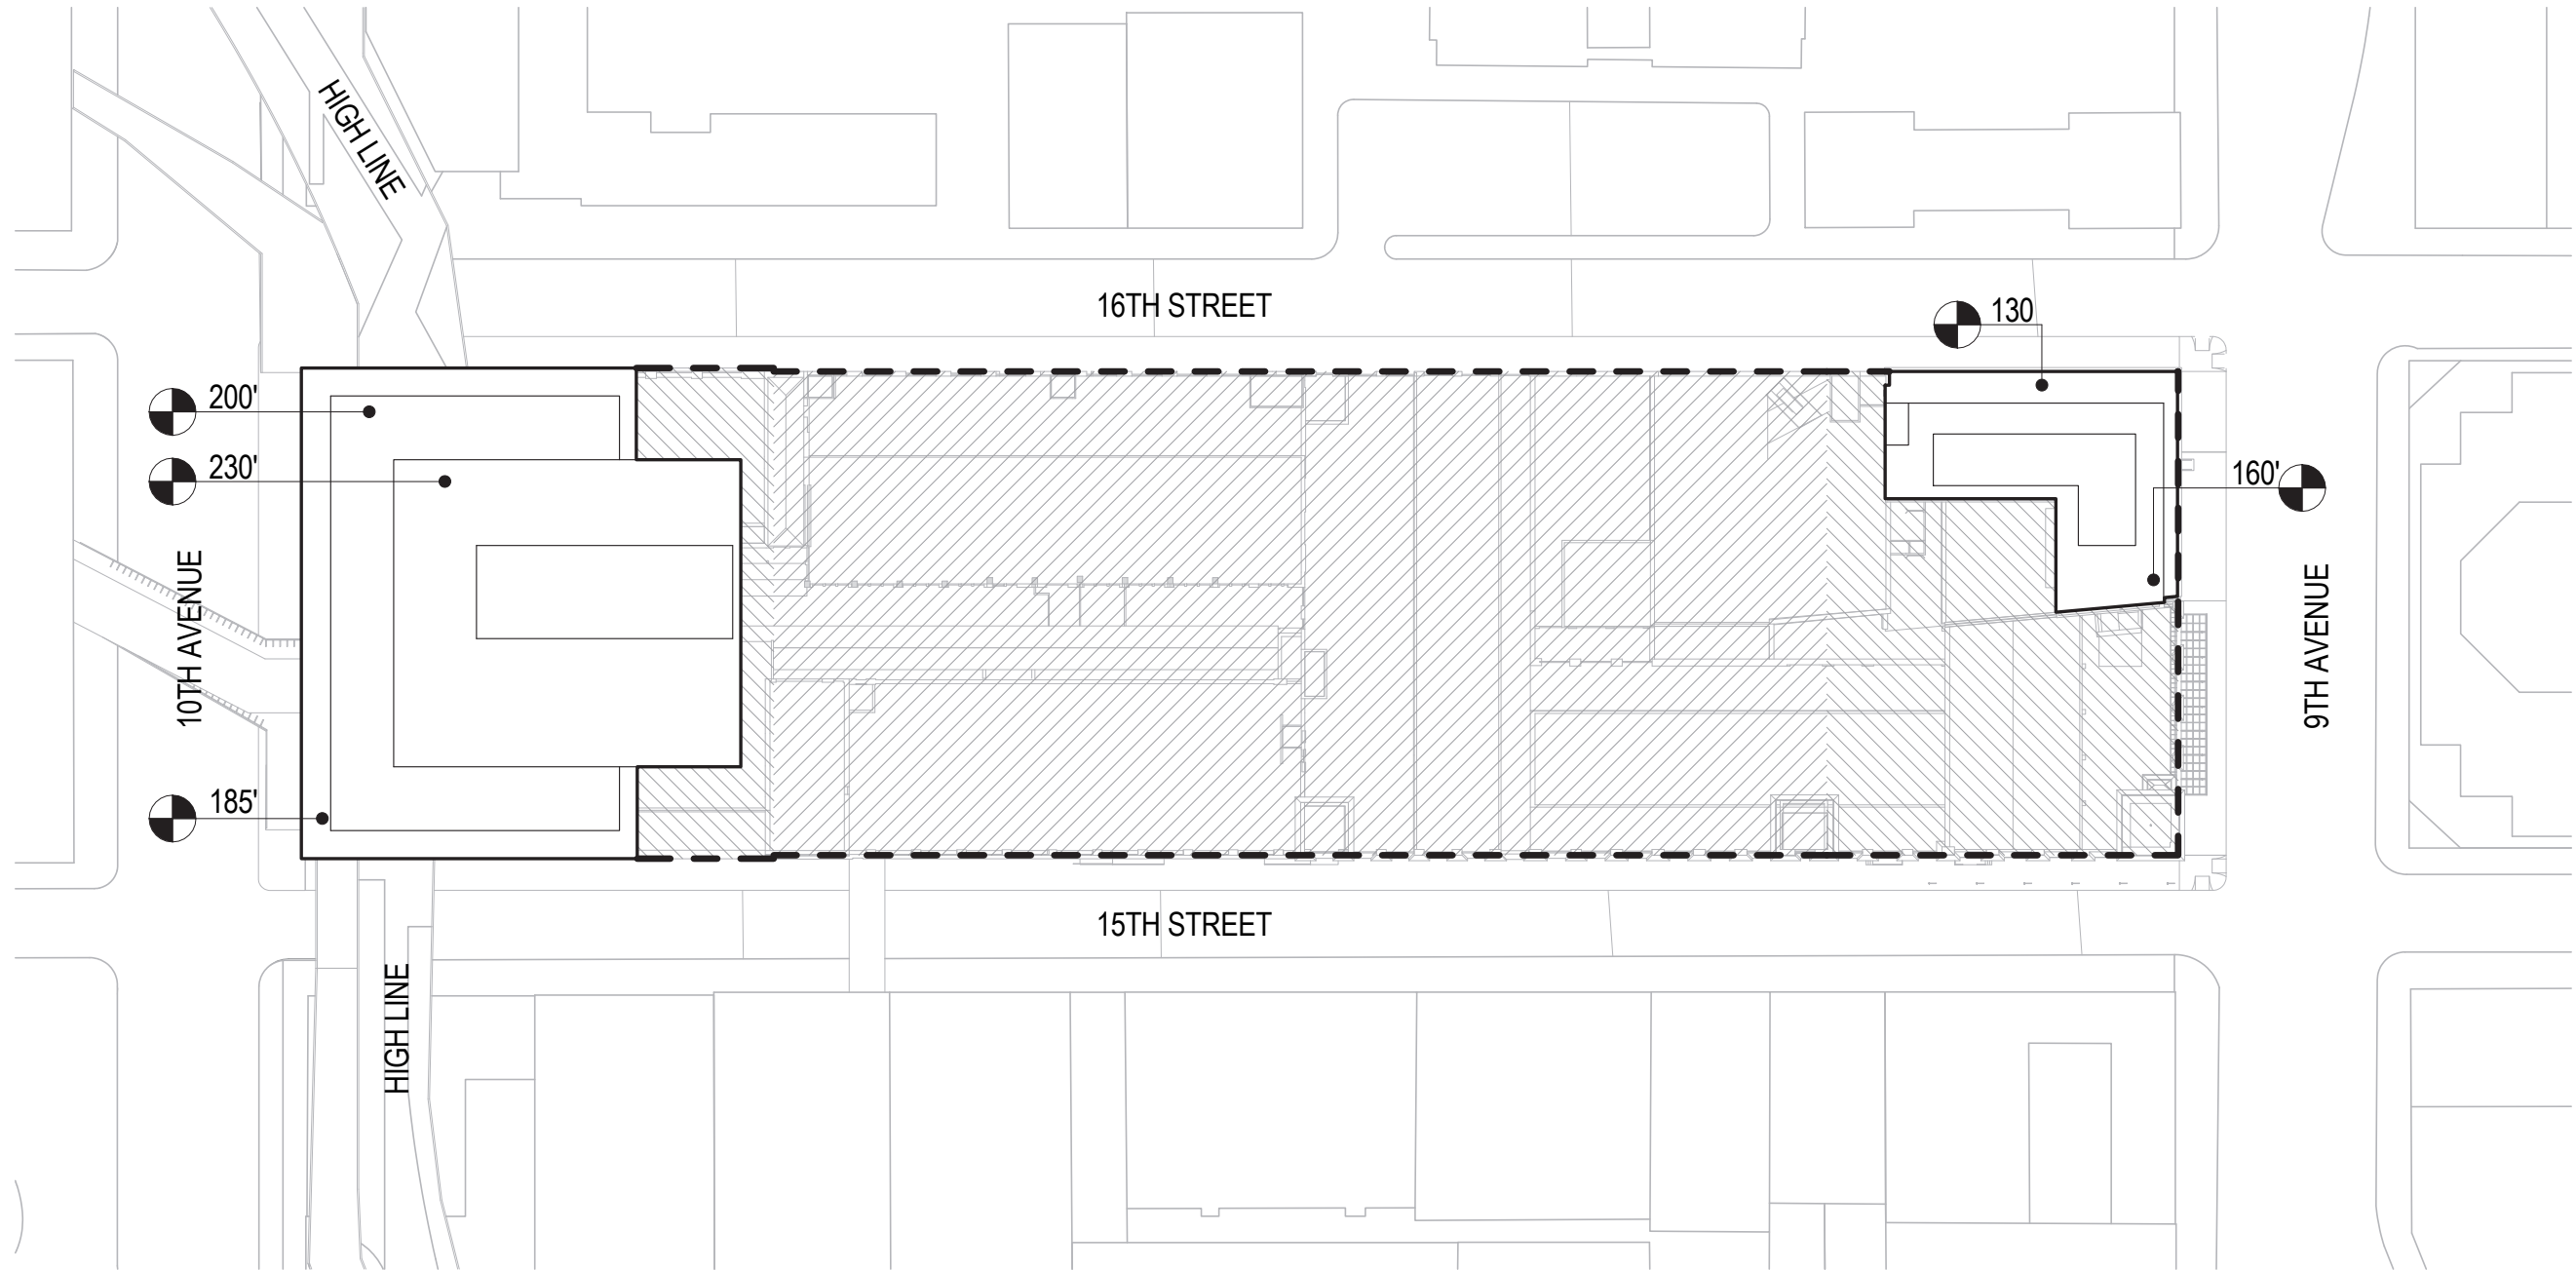 HIGH LINE
16TH STREET
130
200'
230'
160'
10TH AVENUE
9TH AVENUE
185'
15TH STREET
HIGH LINE